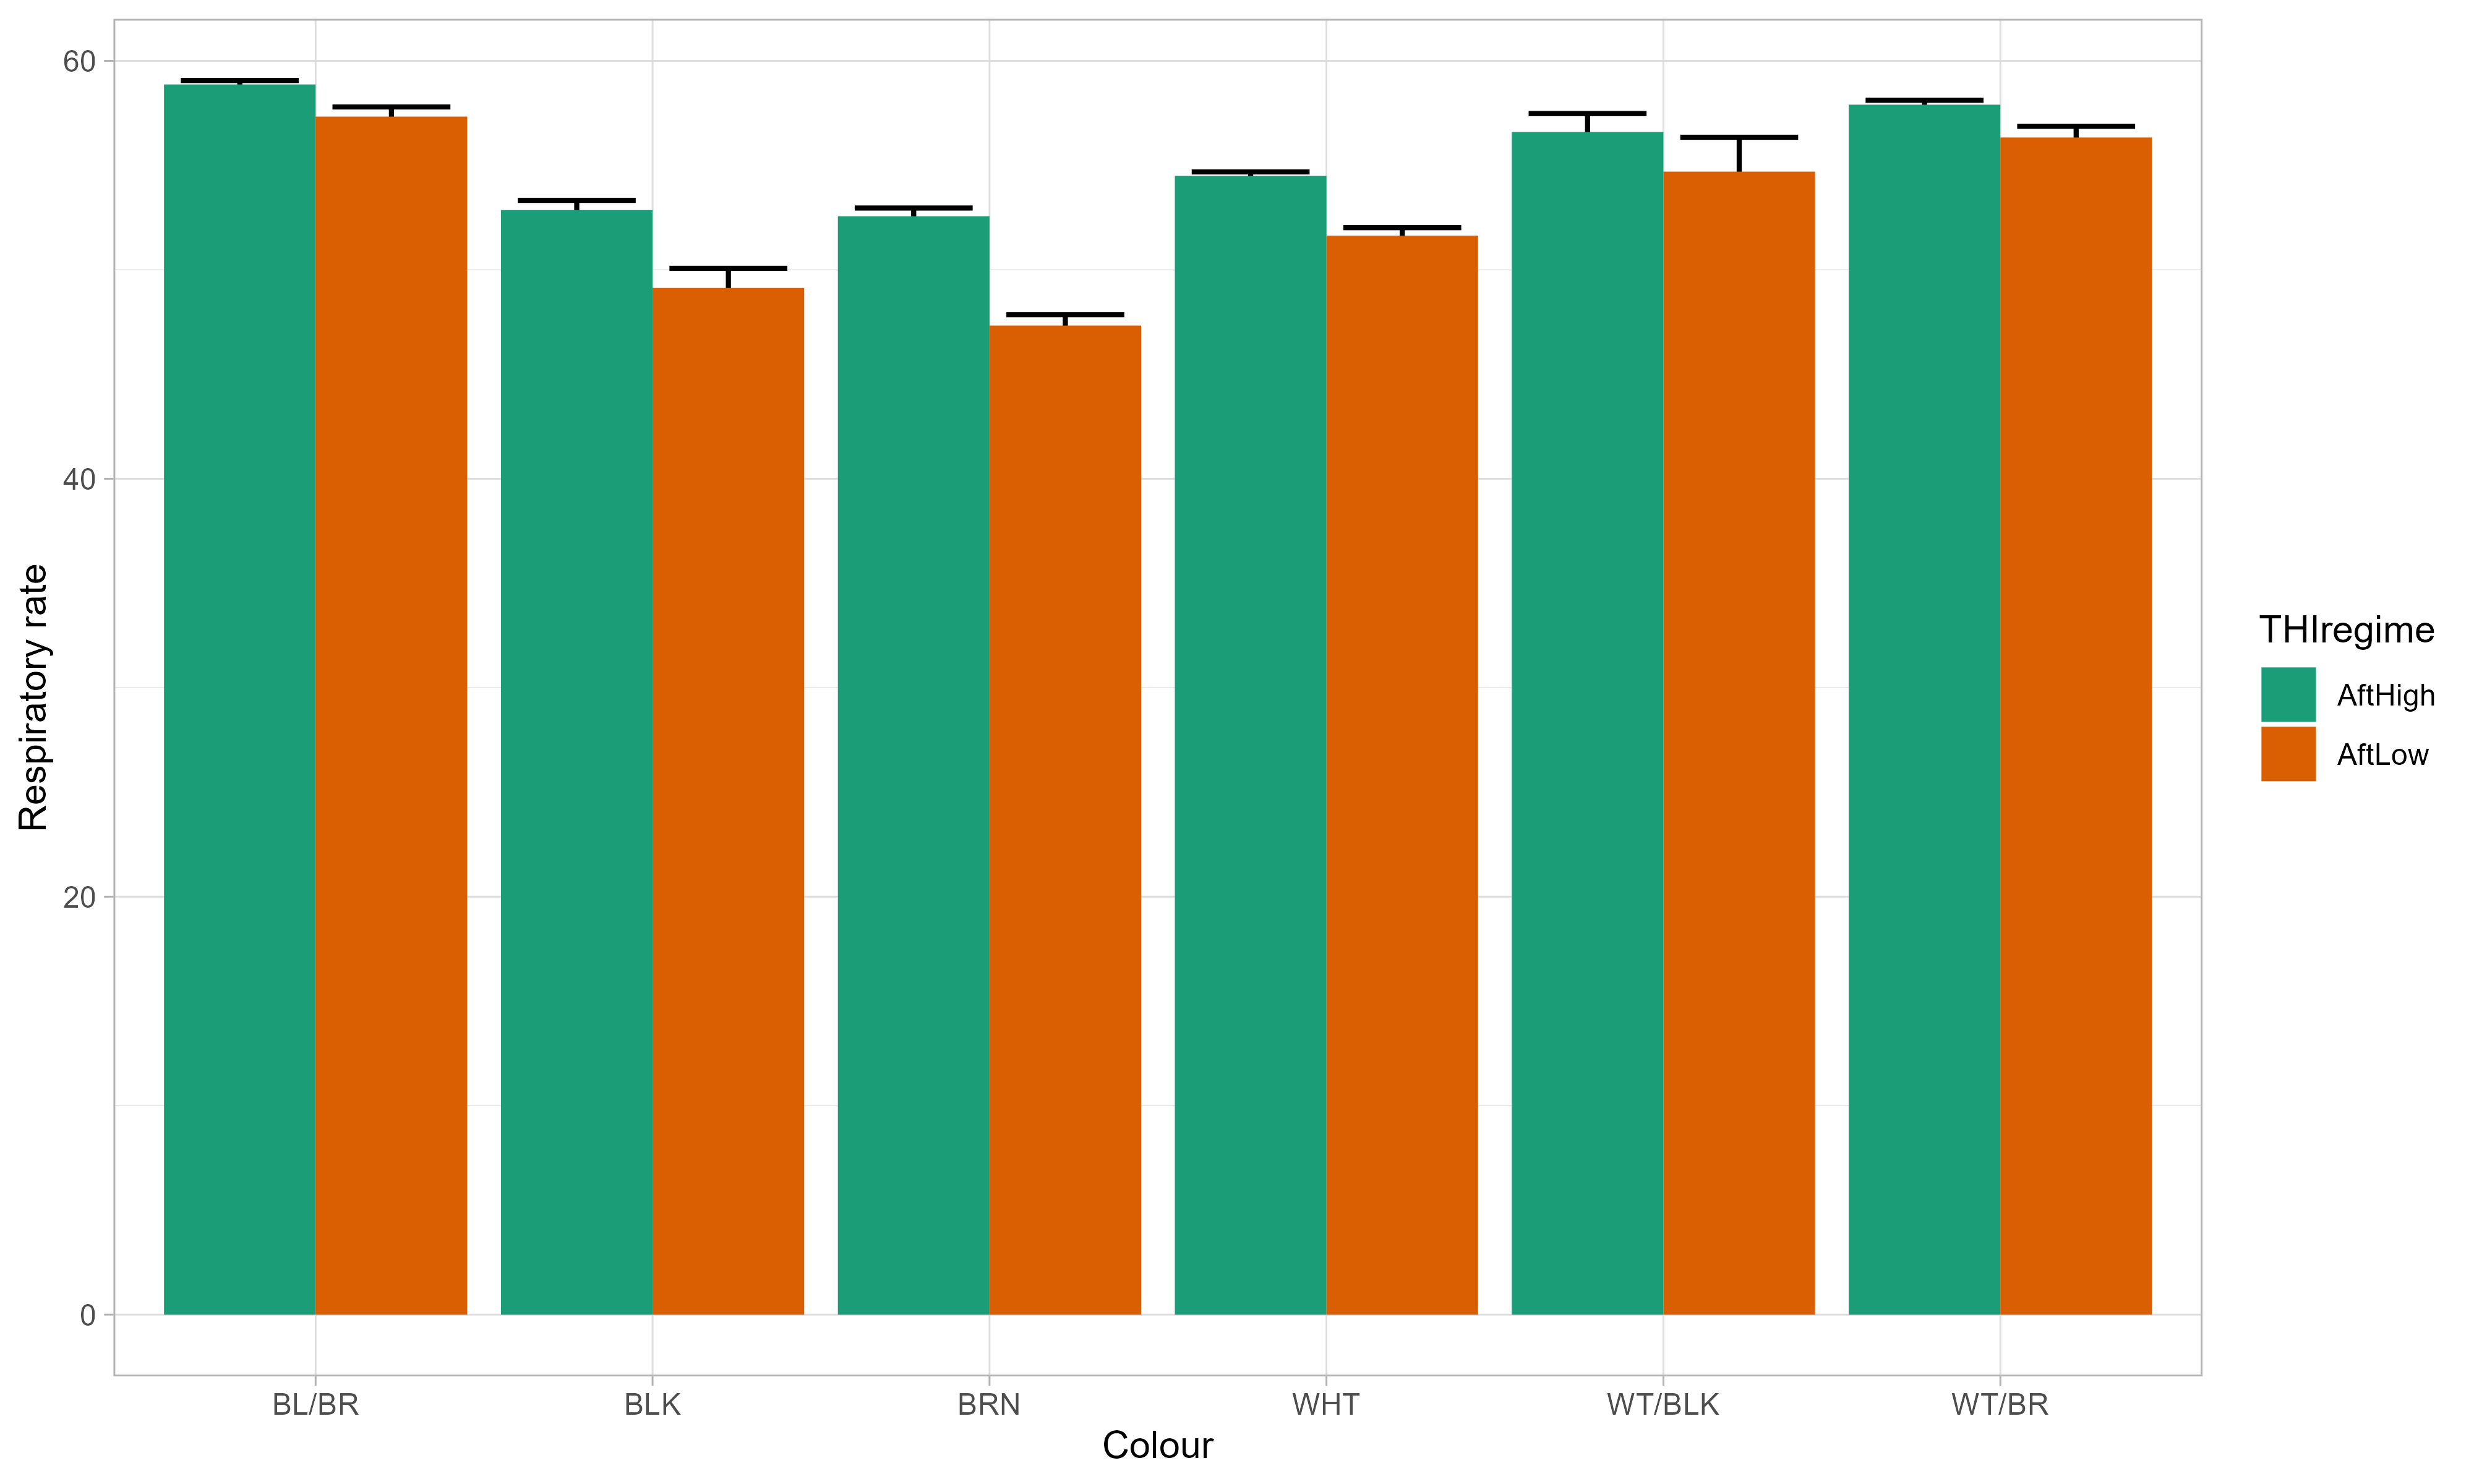 60
40
20
0
Respiratory rate
BL/BR
BLK
BRN
WHT
WT/BLK
WT/BR
Colour
THIregime
AftHigh
AftLow